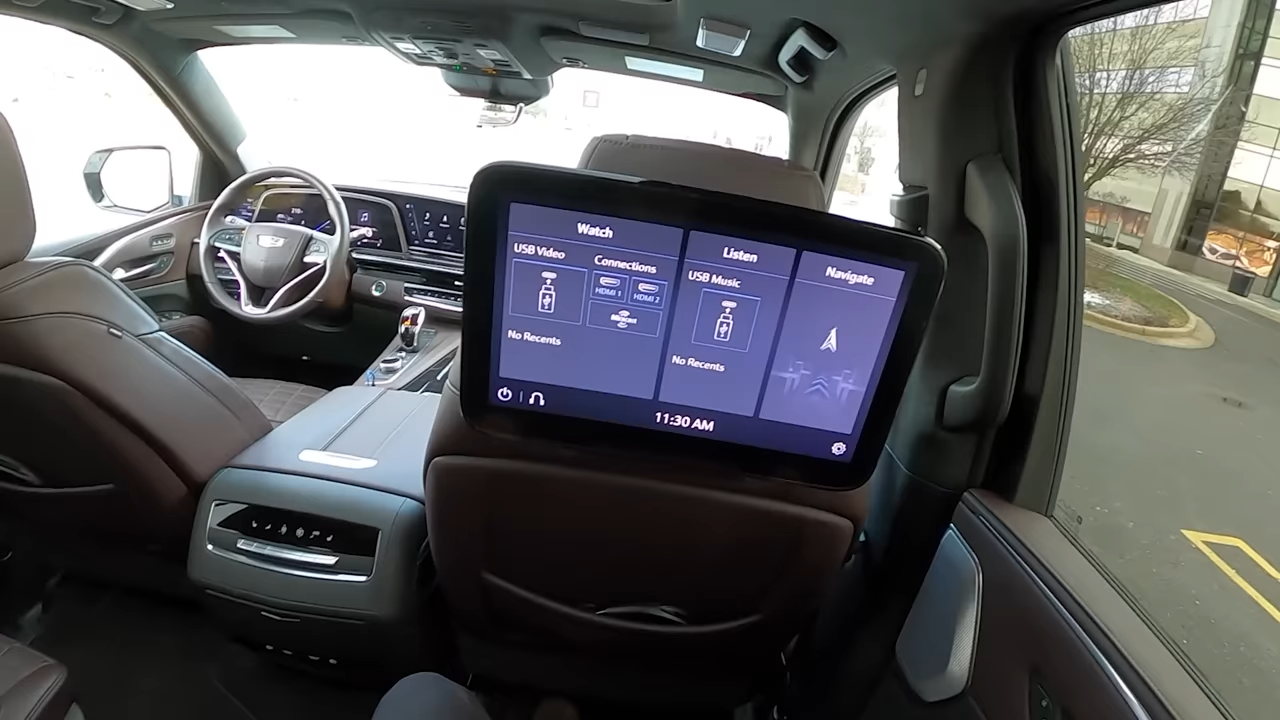 Watch
USB Video
Connections
HDMI 1
HDMI 2
Miracast
No Recents
Listen
USB Music
No Recents
Navigate
11:30 AM